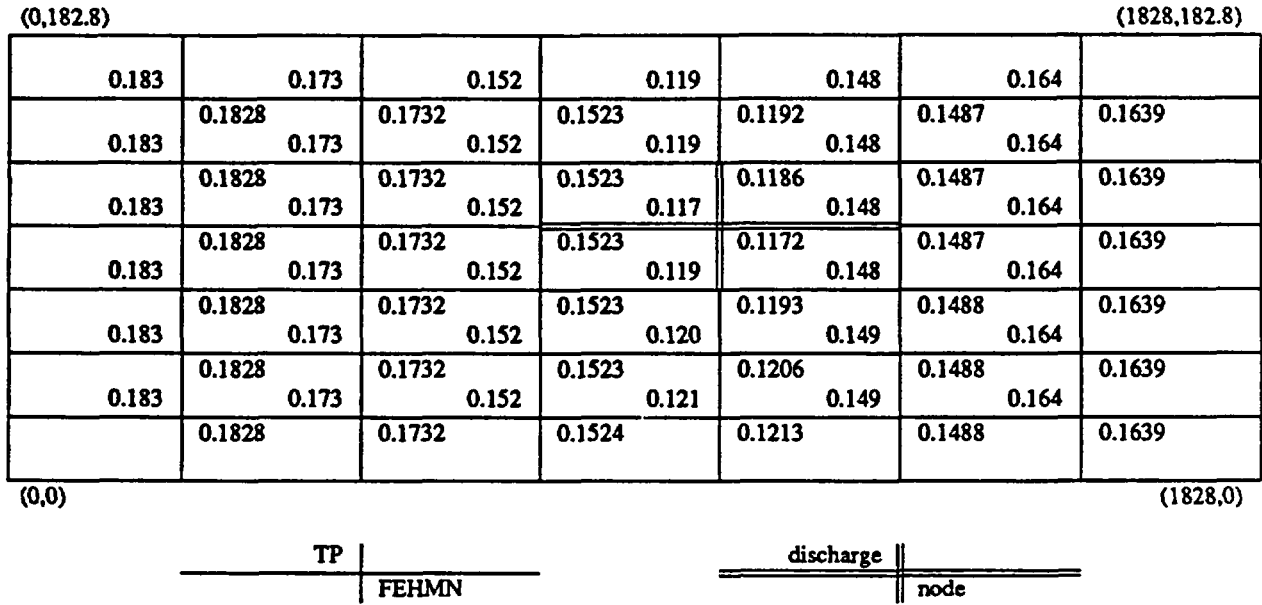 (0,182.8) (1828,182.8)
0.183 0.173 0.152 0.119 0.148 0.164
0.1828 0.1732 0.1523 0.1192 0.1487 0.1639
0.183 0.173 0.152 0.119 0.148 0.164
0.1828 0.1732 0.1523 0.1186 0.1487 0.1639
0.183 0.173 0.152 0.117 0.148 0.164
0.1828 0.1732 0.1523 0.1172 0.1487 0.1639
0.183 0.173 0.152 0.119 0.148 0.164
0.1828 0.1732 0.1523 0.1193 0.1488 0.1639
0.183 0.173 0.152 0.120 0.149 0.164
0.1828 0.1732 0.1523 0.1206 0.1488 0.1639
0.183 0.173 0.152 0.121 0.149 0.164
0.1828 0.1732 0.1524 0.1213 0.1488 0.1639
(0,0) (1828,0)
TP discharge
FEHMN node